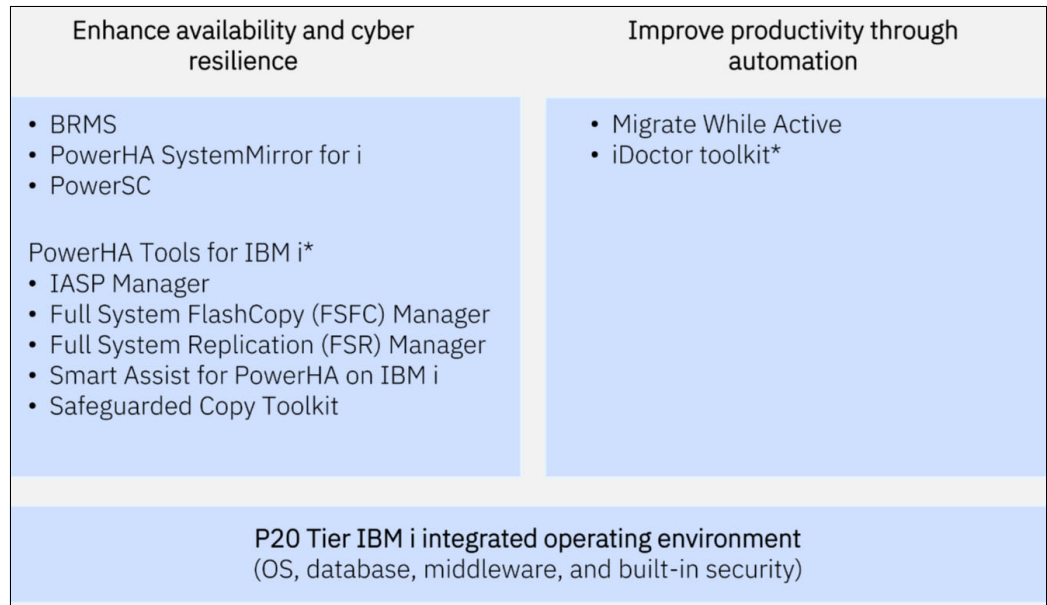 Enhance availability and cyber
resilience
• BRMS
• PowerHA SystemMirror for i
• PowerSC
PowerHA Tools for IBM i*
• IASP Manager
• Full System FlashCopy (FSFC) Manager
• Full System Replication (FSR) Manager
• Smart Assist for PowerHA on IBM i
• Safeguarded Copy Toolkit
Improve productivity through
automation
• Migrate While Active
• iDoctor toolkit*
P20 Tier IBM i integrated operating environment
(OS, database, middleware, and built-in security)